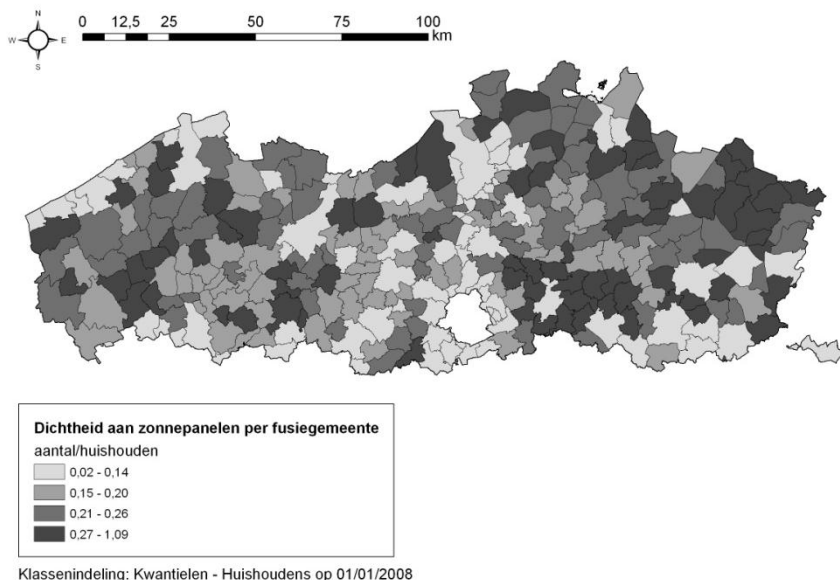 N
W E
S
0 12,5 25 50 75 100
km
Dichtheid aan zonnepanelen per fusiegemeente
aantal/huishouden
0,02 - 0,14
0,15 - 0,20
0,21 - 0,26
0,27 - 1,09
Klassenindeling: Kwantielen - Huishoudens op 01/01/2008